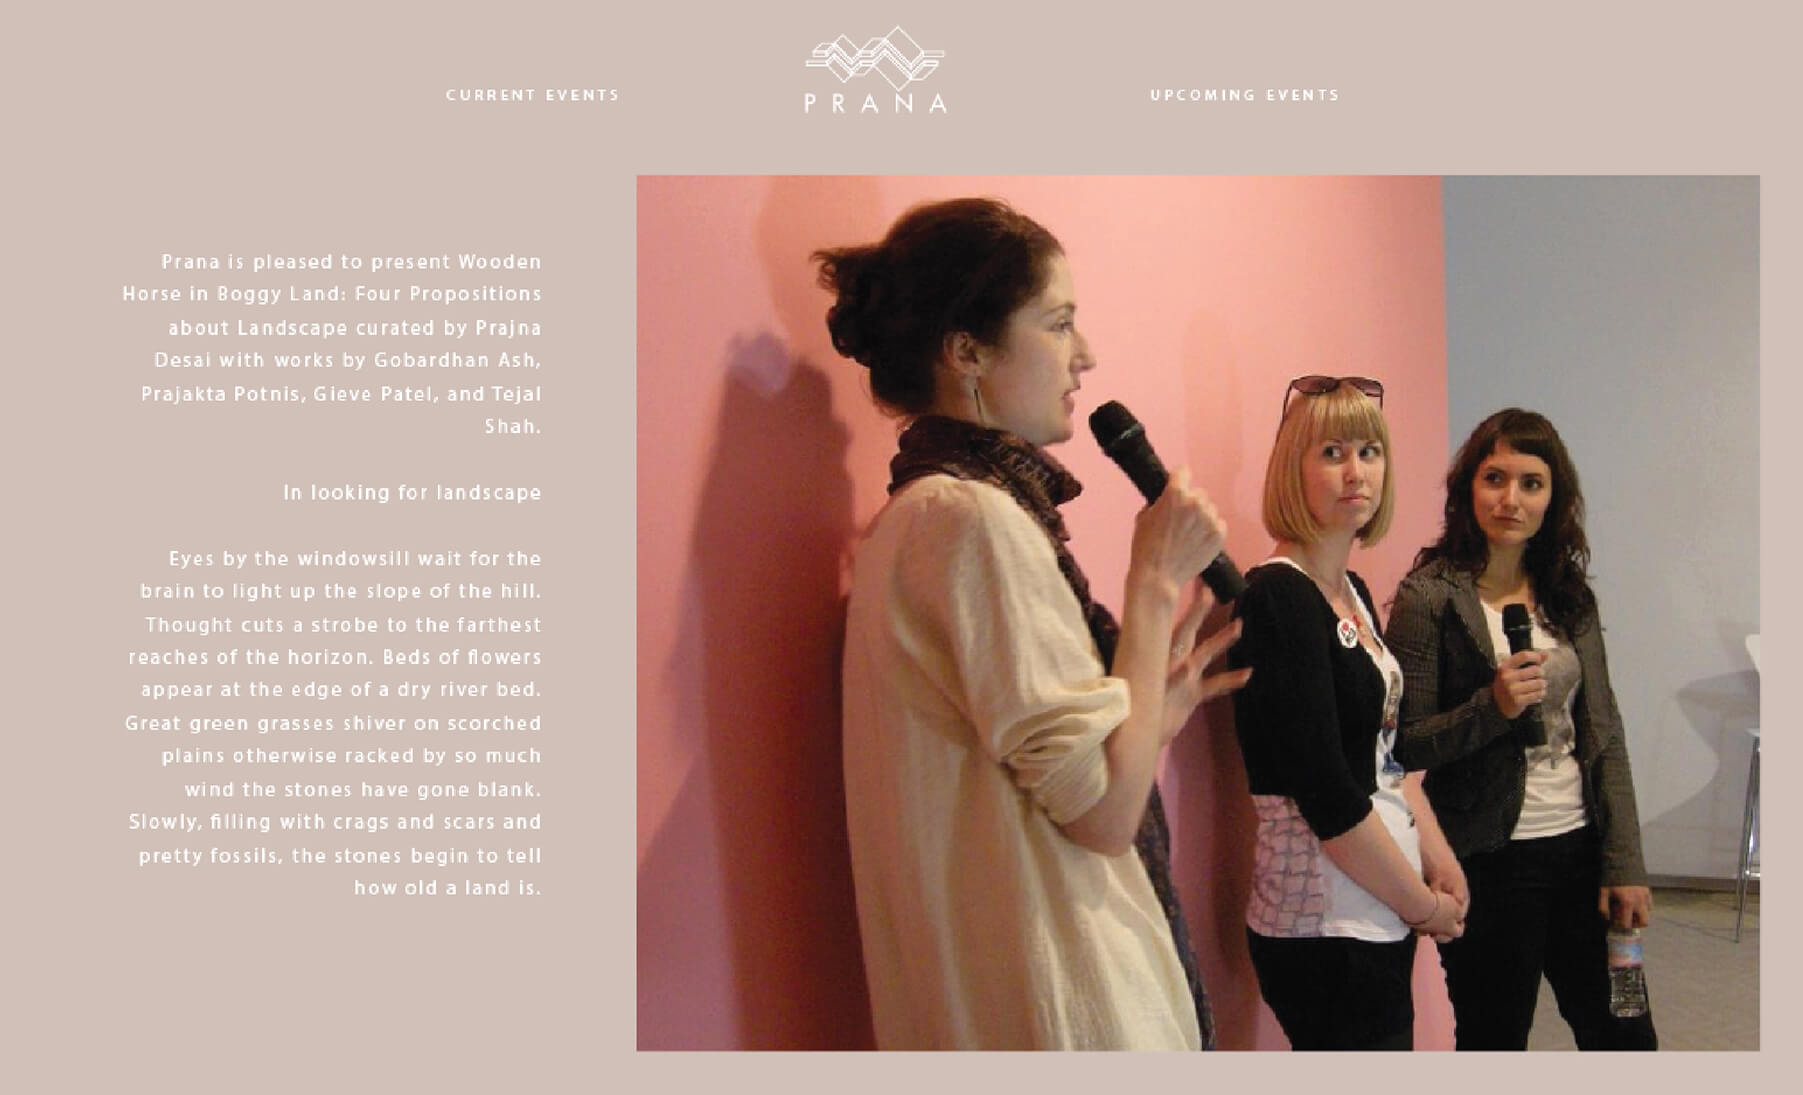 CURRENT EVENTS
PRANA
UPCOMING EVENTS
Prana is pleased to present Wooden
Horse in Boggy Land: Four Propositions
about Landscape curated by Prajna
Desai with works by Gobardhan Ash,
Prajakta Potnis, Gieve Patel, and Tejal
Shah.
In looking for landscape
Eyes by the windowsill wait for the
brain to light up the slope of the hill.
Thought cuts a strobe to the farthest
reaches of the horizon. Beds of flowers
appear at the edge of a dry river bed.
Great green grasses shiver on scorched
plains otherwise racked by so much
wind the stones have gone blank.
Slowly, filling with crags and scars and
pretty fossils, the stones begin to tell
how old a land is.